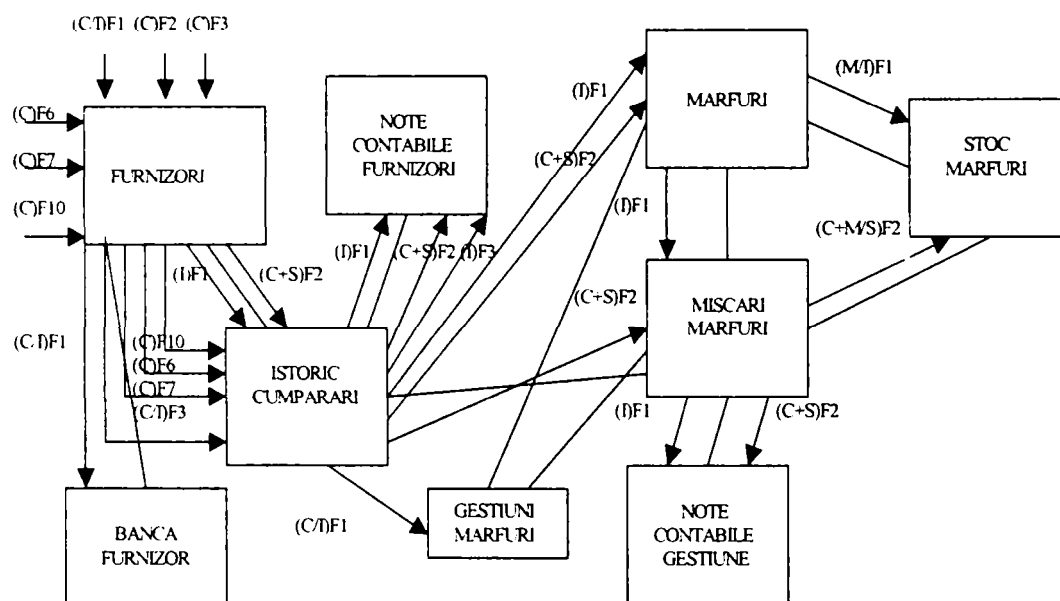 (C/I)F1 (C)F2 (C)F3
(C)F6
(C)F7
(C)F10
FURNIZORI
NOTE
CONTABILE
FURNIZORI
MARFURI
STOC
MARFURI
(M/I)F1
(I)F1
(C+S)F2
(I)F1
(C+M/S)F2
(I)F1
(C+S)F2
(I)F1
(C+S)F2
(I)F3
(C+S)F2
MISCARI
MARFURI
(C/I)F1
(C)F10
(C)F6
(C)F7
(C/I)F3
ISTORIC
CUMPARARI
(I)F1
(C+S)F2
(C/I)F1
BANCA
FURNIZOR
GESTIUNI
MARFURI
NOTE
CONTABILE
GESTIUNE